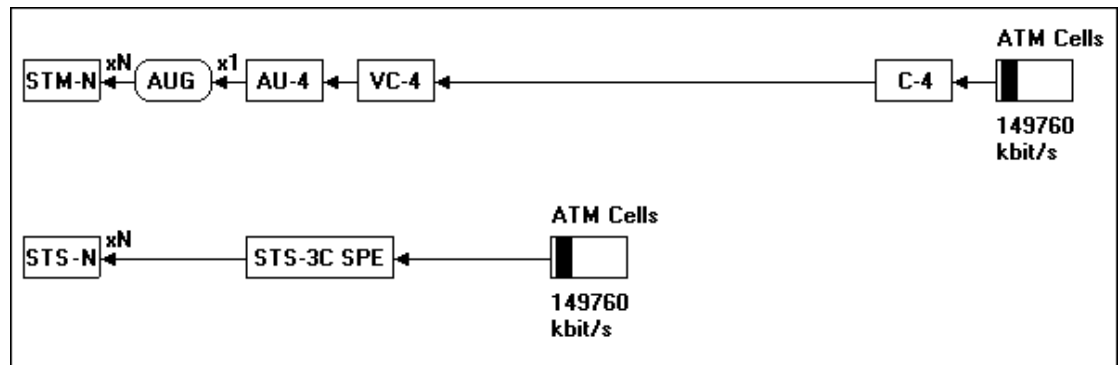 ATM Cells
STM-N xN AUG x1 AU-4 VC-4 C-4
149760
kbit/s
ATM Cells
STS-N xN STS-3C SPE
149760
kbit/s